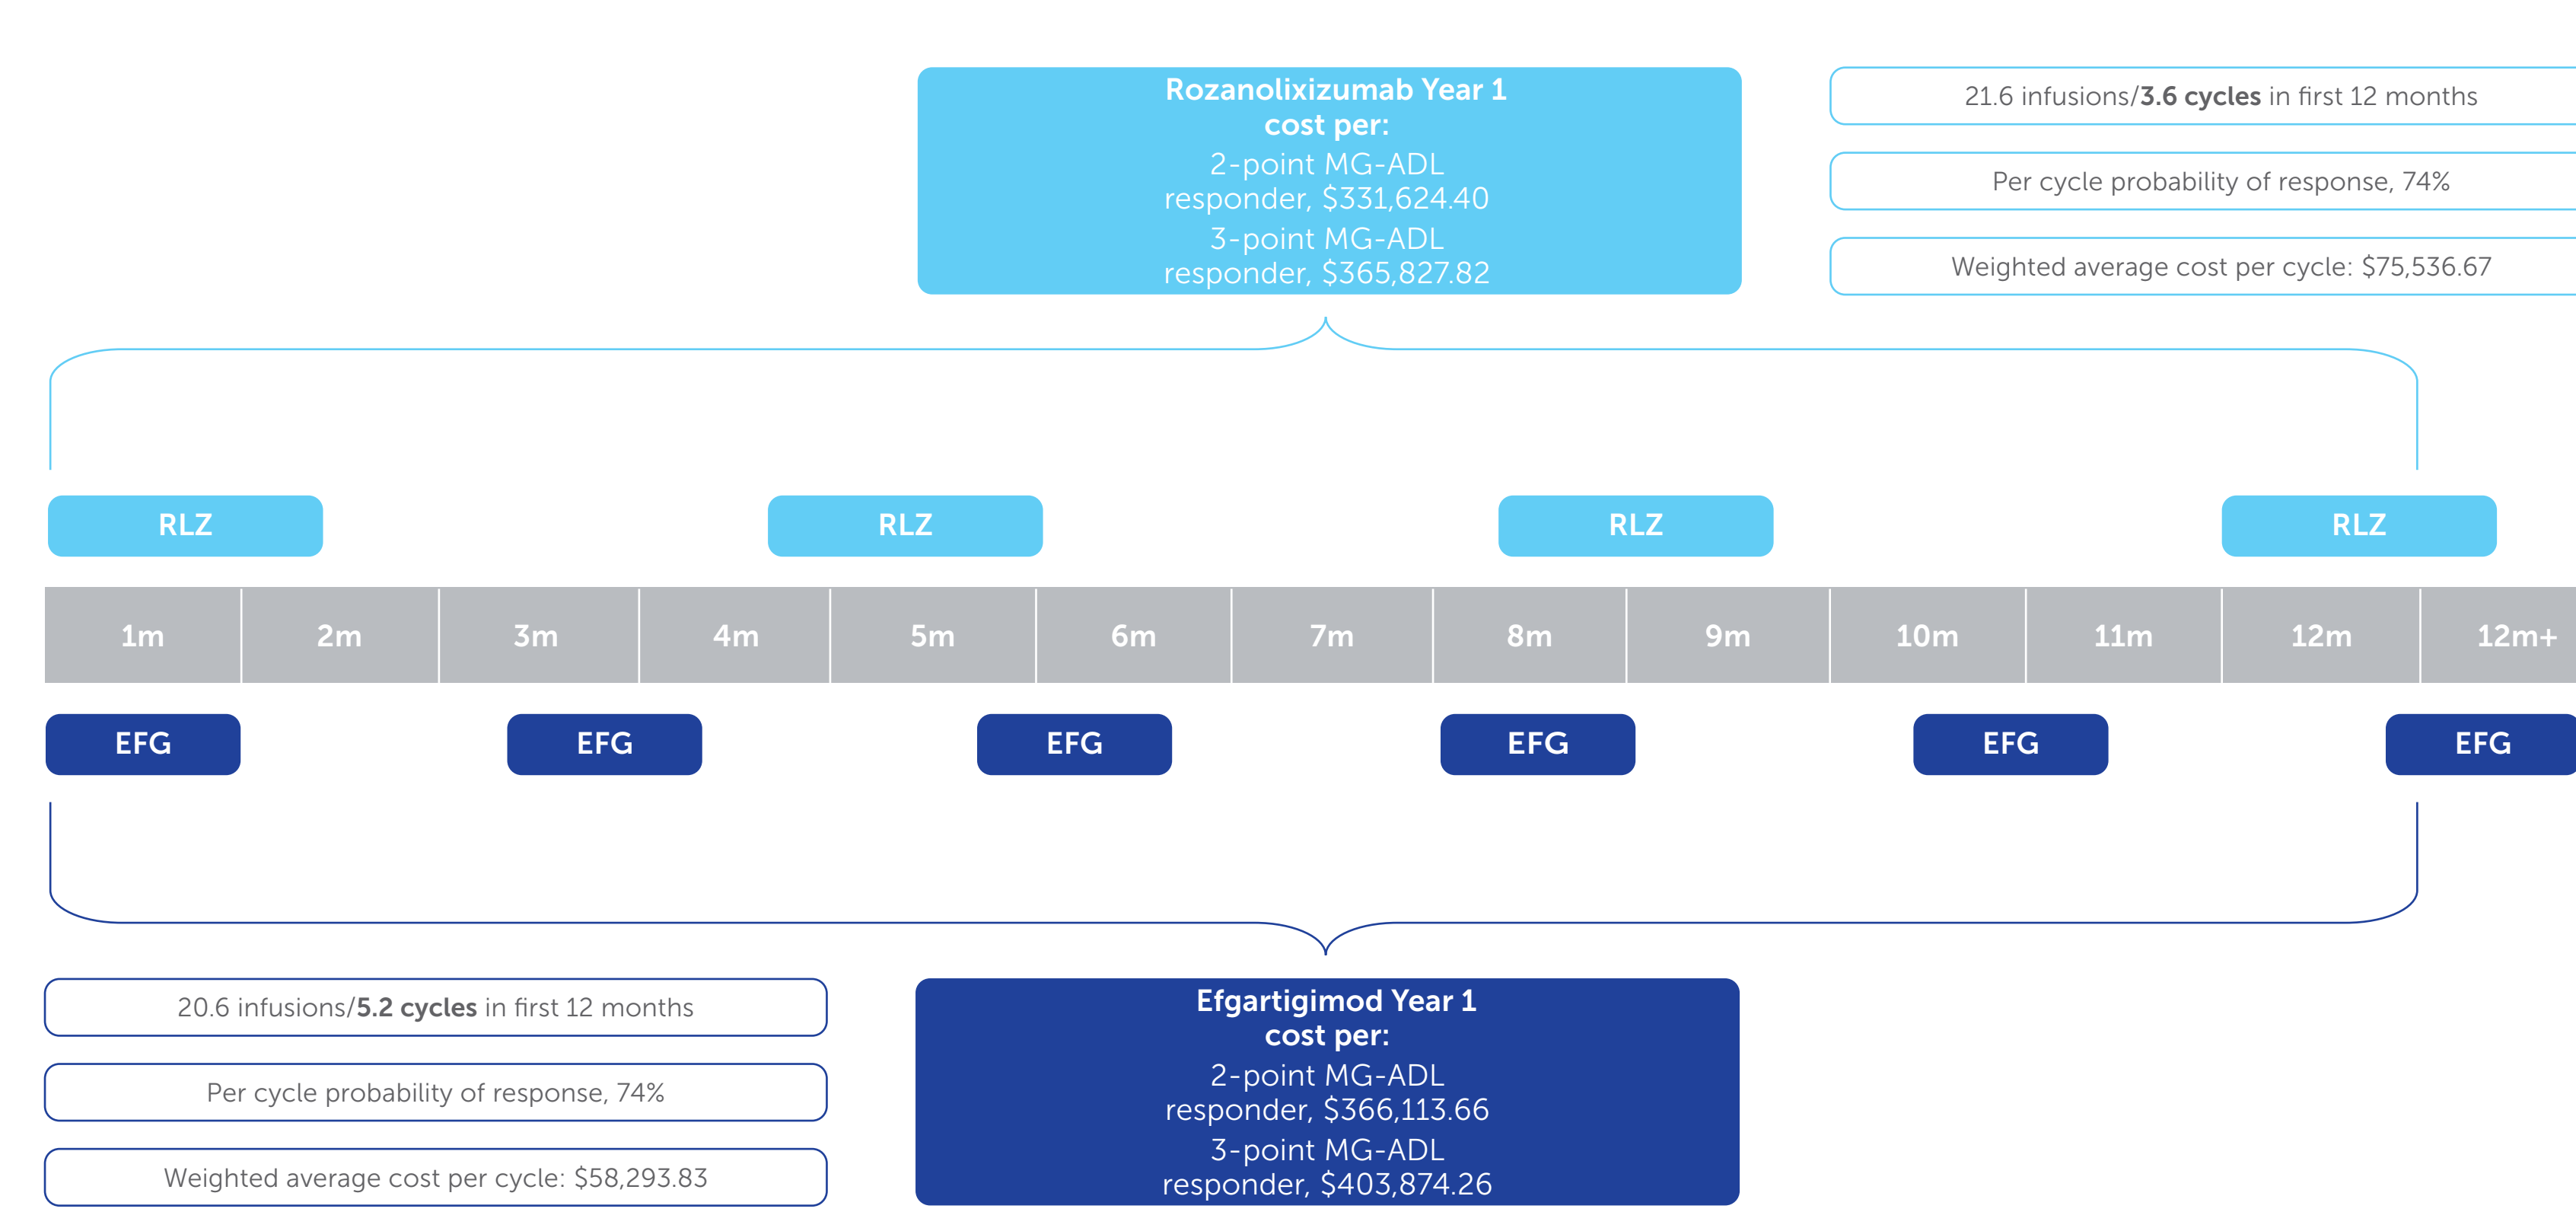 Rozanolixizumab Year 1
cost per:
2-point MG-ADL
responder, $331,624.40
3-point MG-ADL
responder, $365,827.82
21.6 infusions/3.6 cycles in first 12 months
Per cycle probability of response, 74%
Weighted average cost per cycle: $75,536.67
RLZ RLZ RLZ RLZ
1m 2m 3m 4m 5m 6m 7m 8m 9m 10m 11m 12m 12m+
EFG EFG EFG EFG EFG EFG
20.6 infusions/5.2 cycles in first 12 months
Per cycle probability of response, 74%
Weighted average cost per cycle: $58,293.83
Efgartigimod Year 1
cost per:
2-point MG-ADL
responder, $366,113.66
3-point MG-ADL
responder, $403,874.26